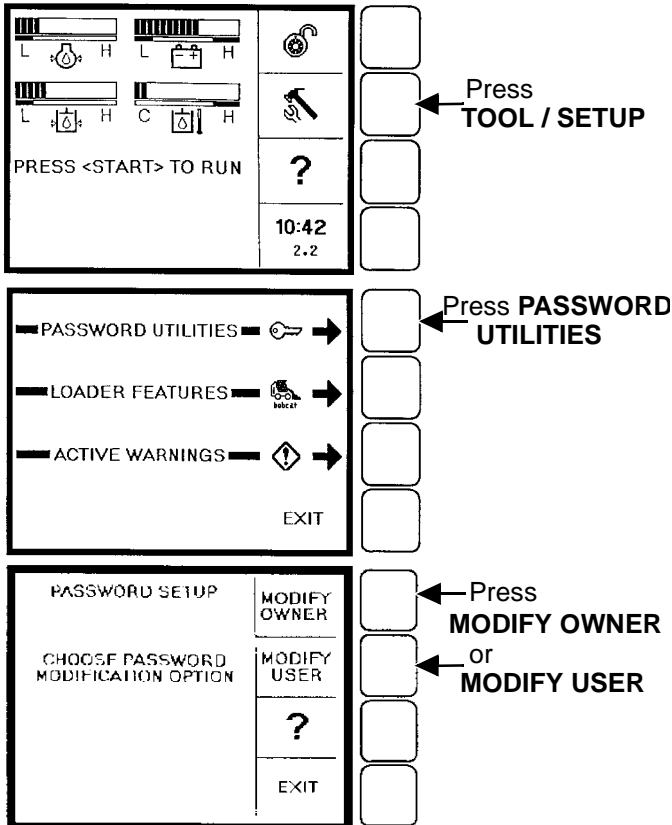 L H L H
L H C H
PRESS <START> TO RUN
?
10:42
2.2
Press
TOOL / SETUP
PASSWORD UTILITIES
LOADER FEATURES
bobcat
ACTIVE WARNINGS
EXIT
Press PASSWORD
UTILITIES
PASSWORD SETUP
CHOOSE PASSWORD
MODIFICATION OPTION
MODIFY
OWNER
MODIFY
USER
?
EXIT
Press
MODIFY OWNER
or
MODIFY USER